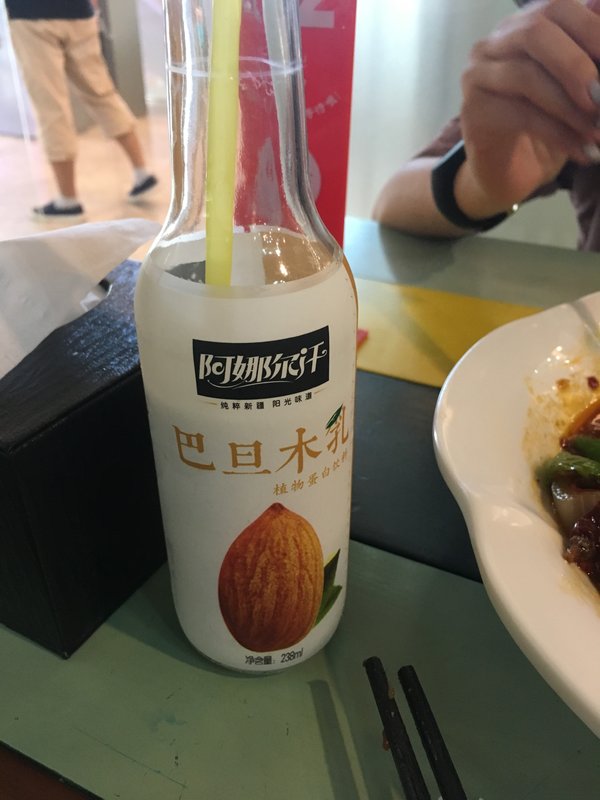 阿娜尔汗
纯粹新疆 阳光味道
巴旦木乳
植物蛋白饮料
净含量：238ml
2